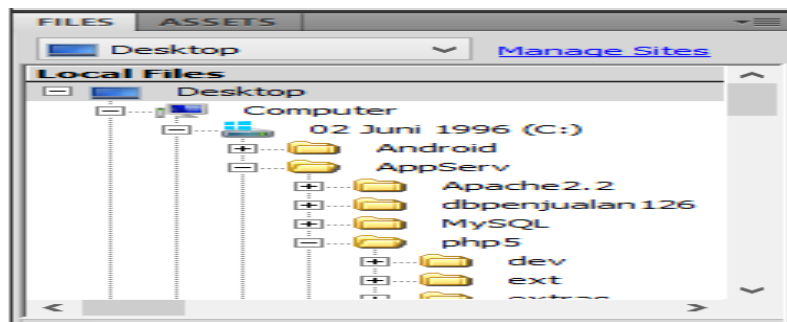 FILES ASSETS
Desktop Manage Sites
Local Files
Desktop
Computer
02 Juni 1996 (C:)
Android
AppServ
Apache2.2
dbpenjualan126
MySQL
php5
dev
ext